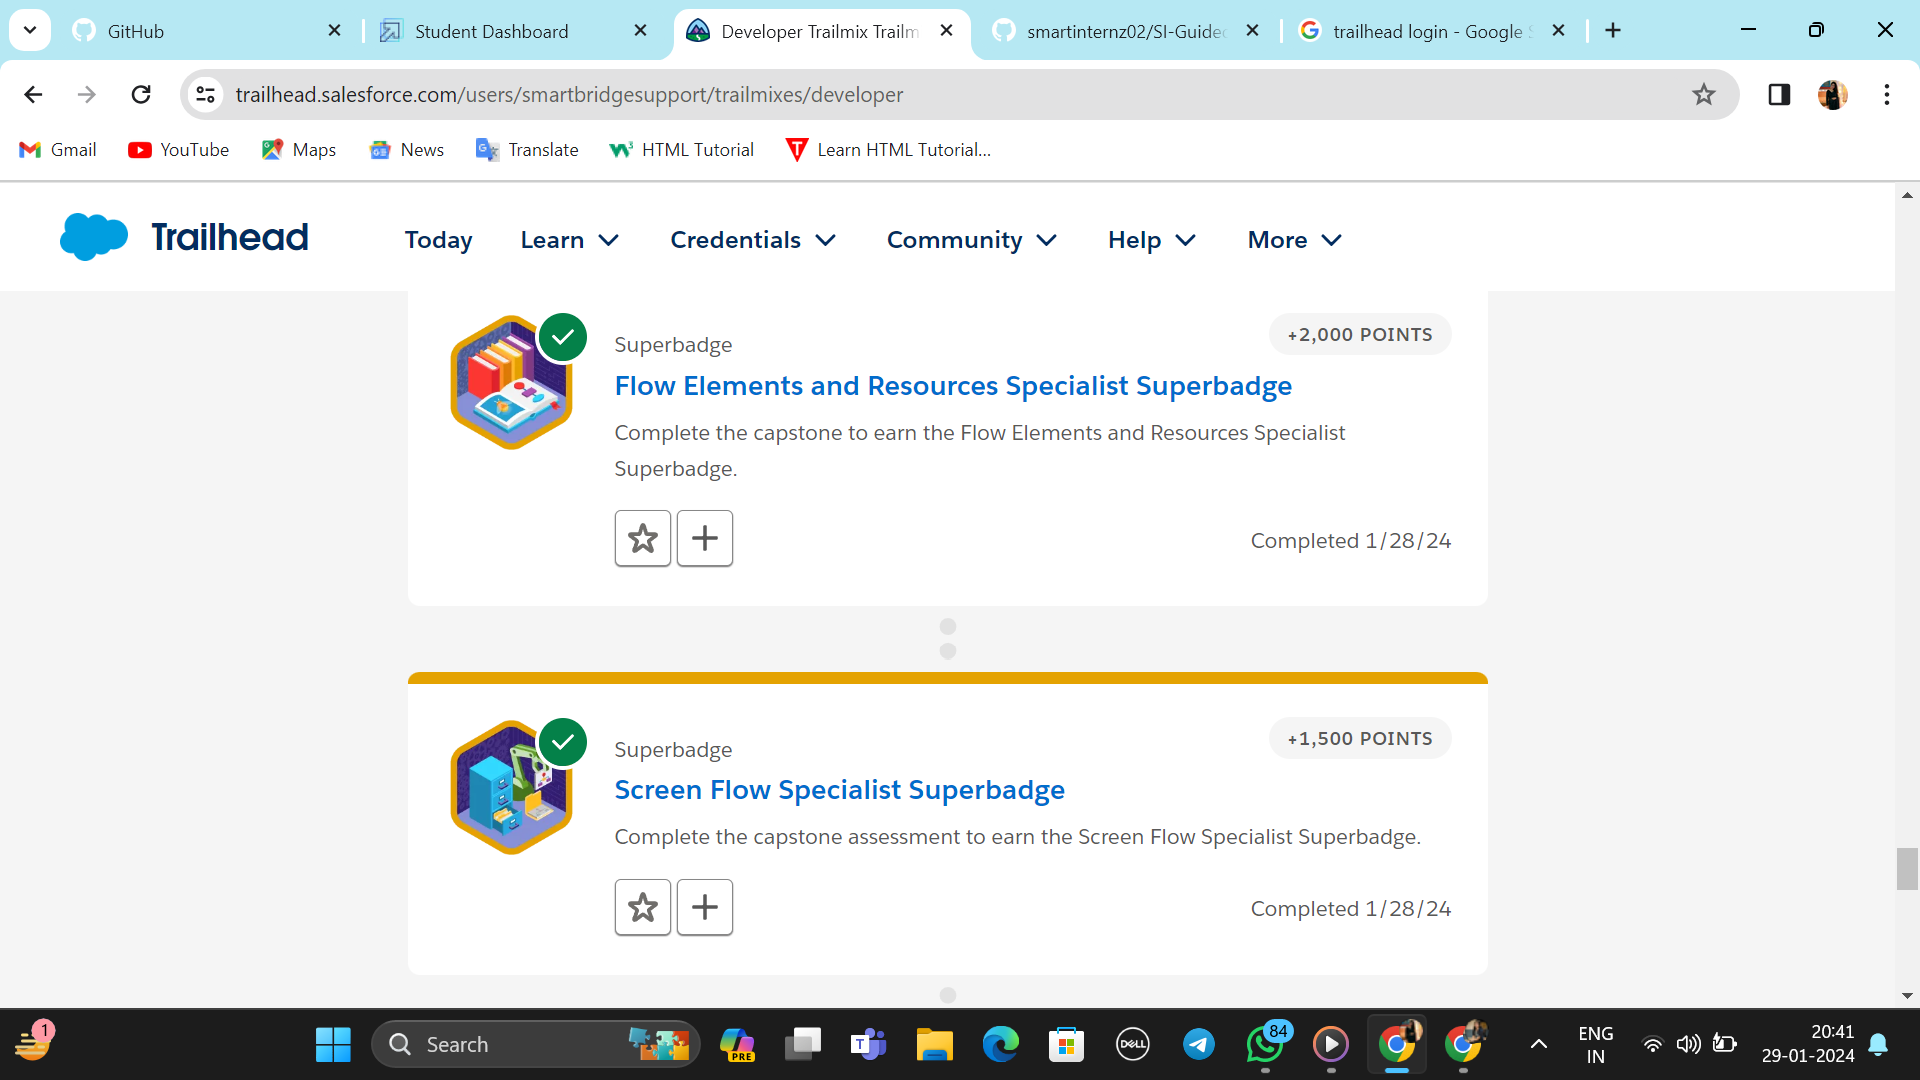 GitHub
Student Dashboard
Developer Trailmix Trailm
smartinternz02/SI-Guided
trailhead login - Google S
trailhead.salesforce.com/users/smartbridgesupport/trailmixes/developer
Gmail
YouTube
Maps
News
Translate
HTML Tutorial
Learn HTML Tutorial...
Trailhead
Today
Learn
Credentials
Community
Help
More
Superbadge
+2,000 POINTS
Flow Elements and Resources Specialist Superbadge
Complete the capstone to earn the Flow Elements and Resources Specialist
Superbadge.
Completed 1/28/24
Superbadge
+1,500 POINTS
Screen Flow Specialist Superbadge
Complete the capstone assessment to earn the Screen Flow Specialist Superbadge.
Completed 1/28/24
1
Search
PRE
T
DELL
84
ENG
IN
20:41
29-01-2024